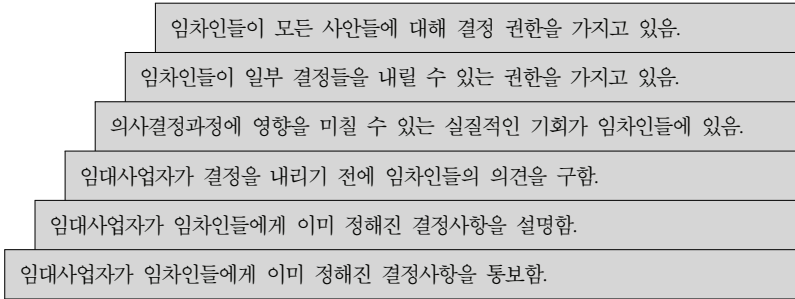 임차인들이 모든 사안들에 대해 결정 권한을 가지고 있음.
임차인들이 일부 결정들을 내릴 수 있는 권한을 가지고 있음.
의사결정과정에 영향을 미칠 수 있는 실질적인 기회가 임차인들에 있음.
임대사업자가 결정을 내리기 전에 임차인들의 의견을 구함.
임대사업자가 임차인들에게 이미 정해진 결정사항을 설명함.
임대사업자가 임차인들에게 이미 정해진 결정사항을 통보함.